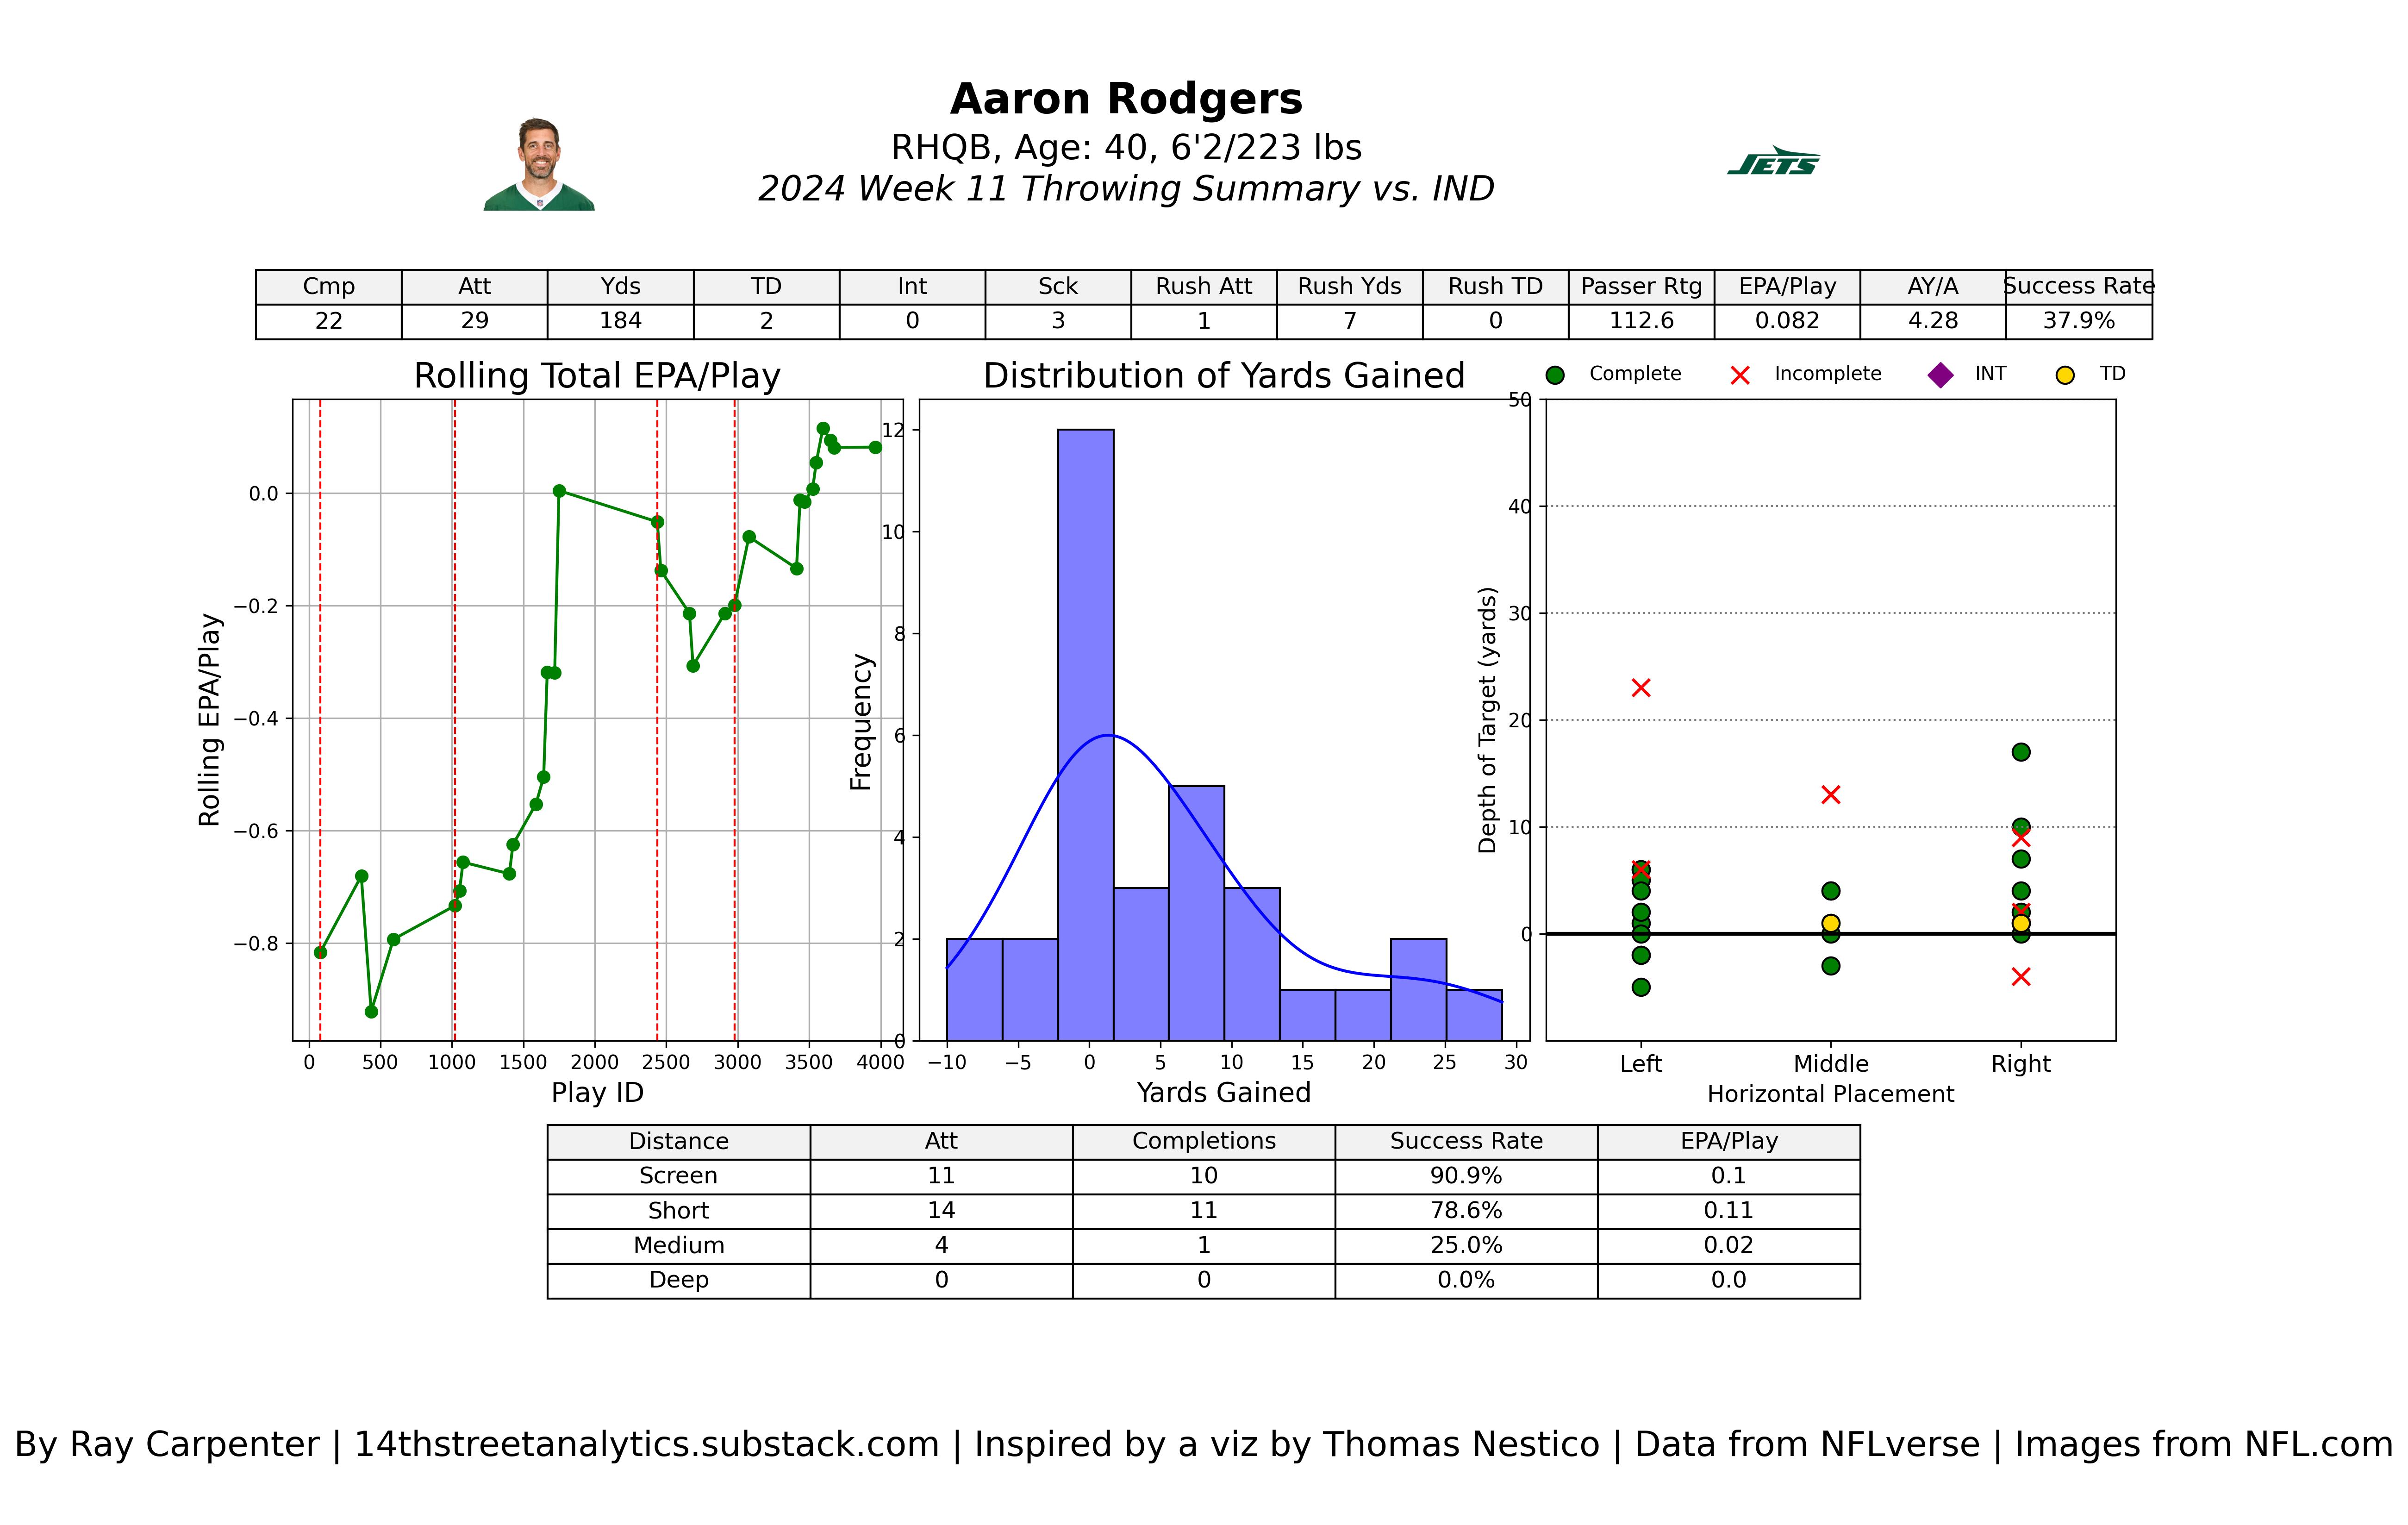 Aaron Rodgers
RHQB, Age: 40, 6'2/223 lbs
2024 Week 11 Throwing Summary vs. IND
JETS
Cmp Att Yds TD Int Sck Rush Att Rush Yds Rush TD Passer Rtg EPA/Play AY/A Success Rate
22 29 184 2 0 3 1 7 0 112.6 0.082 4.28 37.9%
Rolling Total EPA/Play
0.0
−0.2
−0.4
−0.6
−0.8
Rolling EPA/Play
0 500 1000 1500 2000 2500 3000 3500 4000
Play ID
Distribution of Yards Gained
12
10
8
6
4
2
0
Frequency
−10 −5 0 5 10 15 20 25 30
Yards Gained
Complete Incomplete INT TD
50
40
30
20
10
0
Depth of Target (yards)
Left Middle Right
Horizontal Placement
Distance Att Completions Success Rate EPA/Play
Screen 11 10 90.9% 0.1
Short 14 11 78.6% 0.11
Medium 4 1 25.0% 0.02
Deep 0 0 0.0% 0.0
By Ray Carpenter | 14thstreetanalytics.substack.com | Inspired by a viz by Thomas Nestico | Data from NFLverse | Images from NFL.com